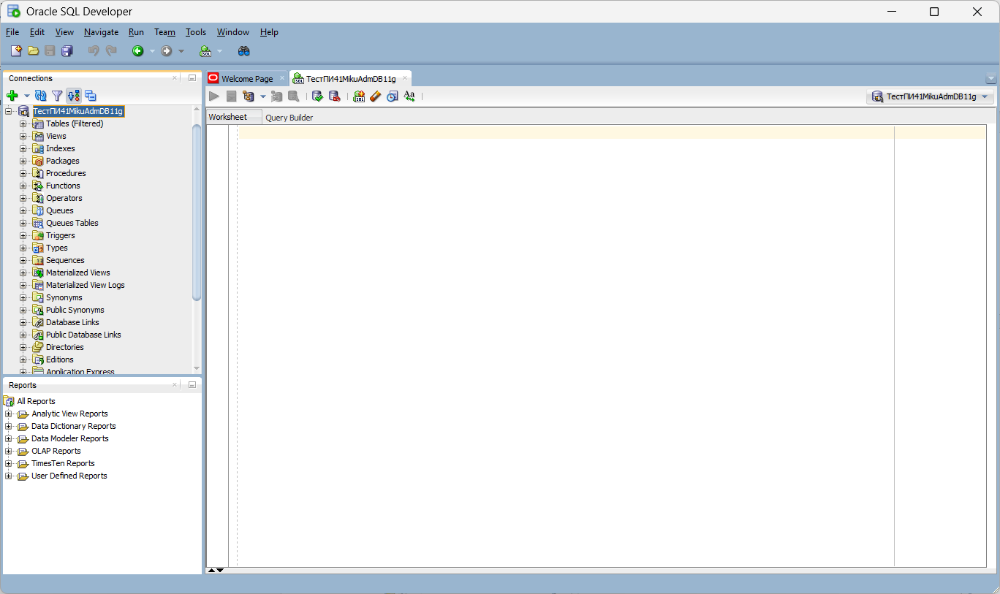 Oracle SQL Developer
File Edit View Navigate Run Team Tools Window Help
Connections
ТестПИ41MikuAdmDB11g
Tables (Filtered)
Views
Indexes
Packages
Procedures
Functions
Operators
Queues
Queues Tables
Triggers
Types
Sequences
Materialized Views
Materialized View Logs
Synonyms
Public Synonyms
Database Links
Public Database Links
Directories
Editions
Application Express
Reports
All Reports
Analytic View Reports
Data Dictionary Reports
Data Modeler Reports
OLAP Reports
TimesTen Reports
User Defined Reports
Welcome Page ТестПИ41MikuAdmDB11g
ТестПИ41MikuAdmDB11g
Worksheet Query Builder